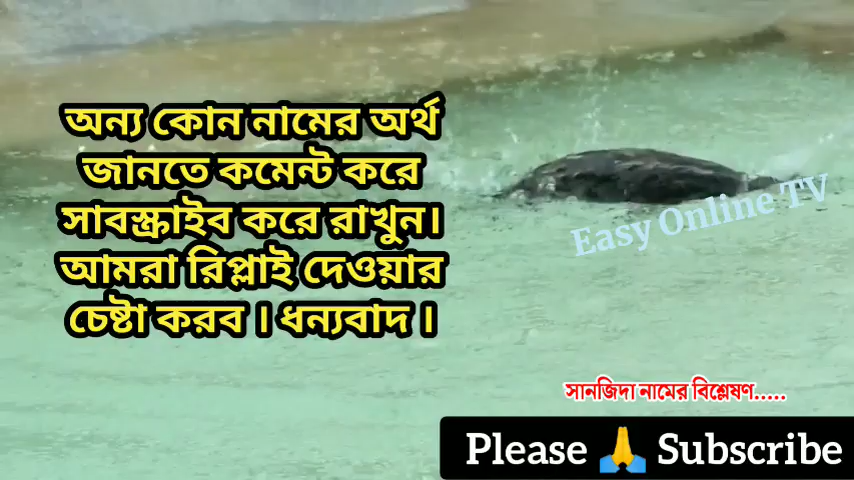 অন্য কোন নামের অর্থ
জানতে কমেন্ট করে
সাবস্ক্রাইব করে রাখুন।
আমরা রিপ্লাই দেওয়ার
চেষ্টা করব । ধন্যবাদ ।
Easy Online TV
সানজিদা নামের বিশ্লেষণ.....
Please 🙏 Subscribe